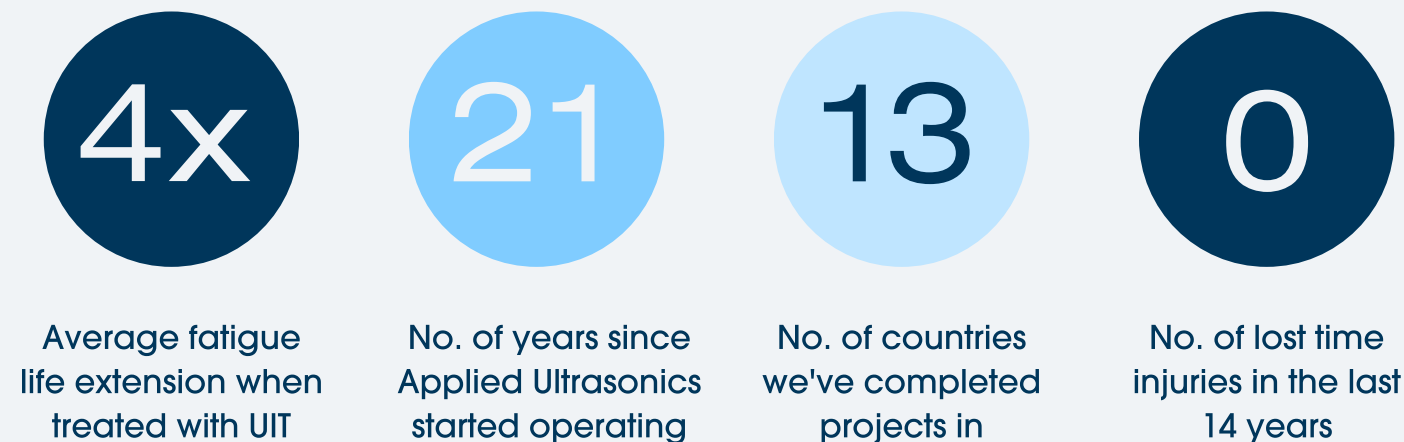 4x
Average fatigue
life extension when
treated with UIT
21
No. of years since
Applied Ultrasonics
started operating
13
No. of countries
we've completed
projects in
0
No. of lost time
injuries in the last
14 years